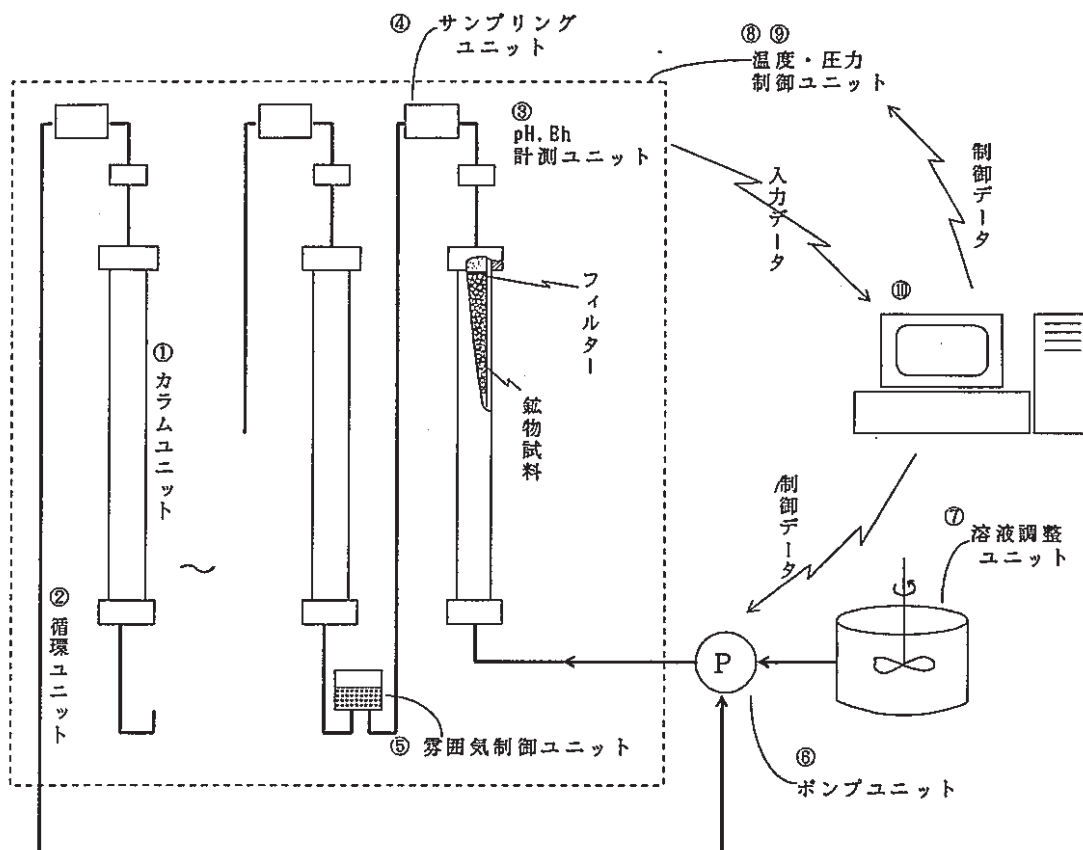 ④ サンプリング
ユニット
⑧ ⑨
温度・圧力
制御ユニット
③
pH, Eh
計測ユニット
入力データ
制御データ
⑩
フィルター
鉱物試料
① カラムユニット
制御データ
⑦ 溶液調整
ユニット
② 循環ユニット
～
P
⑤ 雰囲気制御ユニット
⑥
ポンプユニット